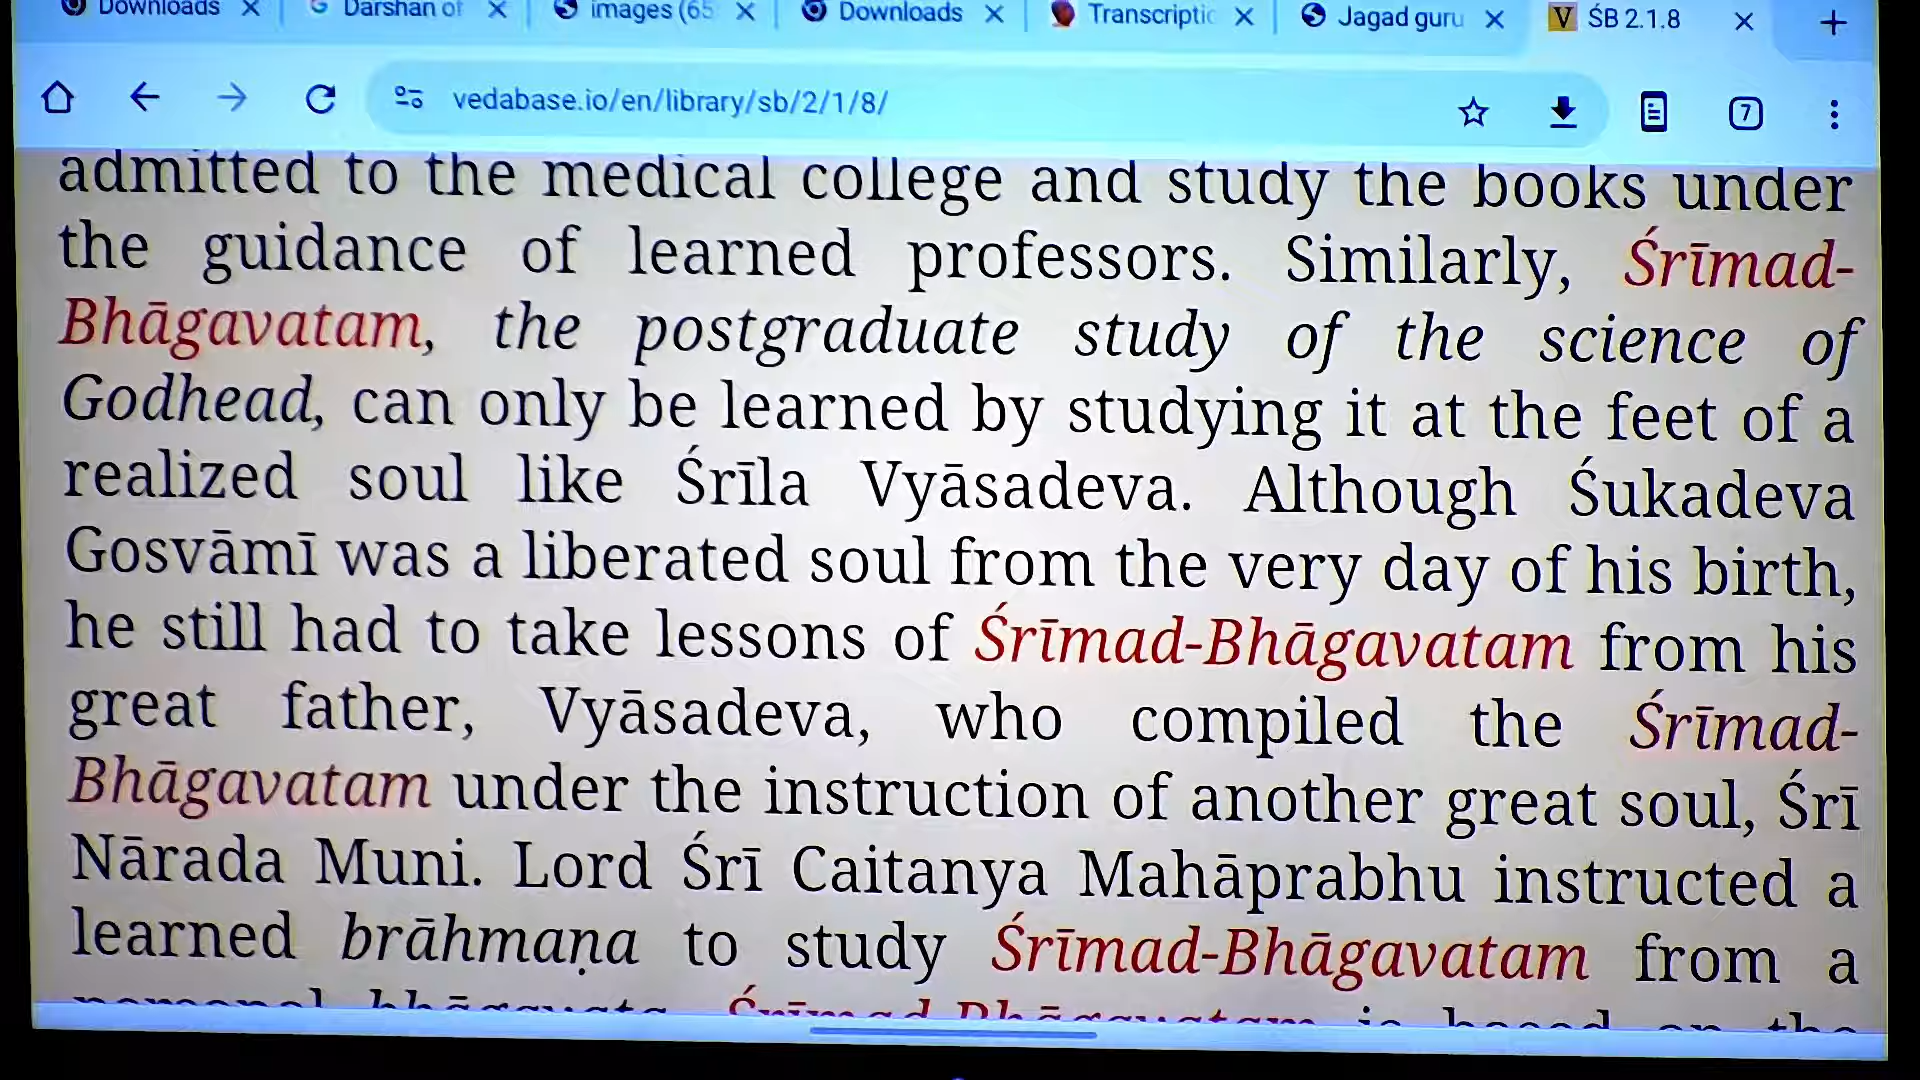 Downloads
Darshan of
images (65
Downloads
Transcriptic
Jagad guru
V ŚB 2.1.8
vedabase.io/en/library/sb/2/1/8/
7
admitted to the medical college and study the books under
the guidance of learned professors. Similarly, Śrīmad-
Bhāgavatam, the postgraduate study of the science of
Godhead, can only be learned by studying it at the feet of a
realized soul like Śrīla Vyāsadeva. Although Śukadeva
Gosvāmī was a liberated soul from the very day of his birth,
he still had to take lessons of Śrīmad-Bhāgavatam from his
great father, Vyāsadeva, who compiled the Śrīmad-
Bhāgavatam under the instruction of another great soul, Śrī
Nārada Muni. Lord Śrī Caitanya Mahāprabhu instructed a
learned brāhmaṇa to study Śrīmad-Bhāgavatam from a